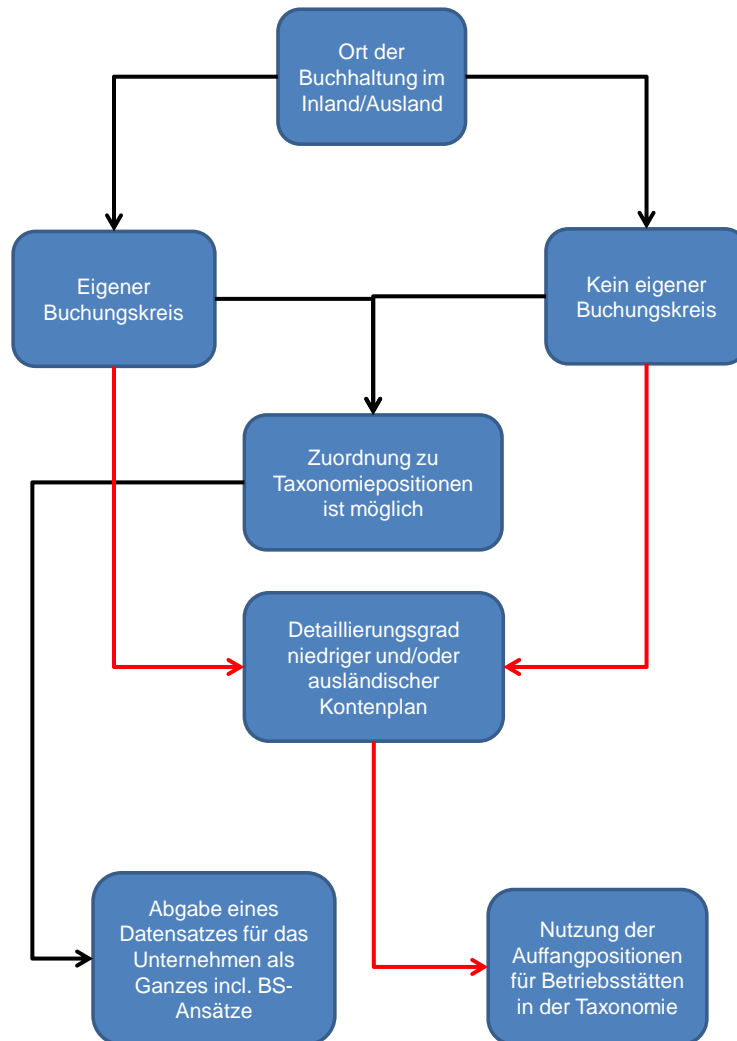 Ort der
Buchhaltung im
Inland/Ausland
Eigener
Buchungskreis
Kein eigener
Buchungskreis
Zuordnung zu
Taxonomiepositionen
ist möglich
Detaillierungsgrad
niedriger und/oder
ausländischer
Kontenplan
Abgabe eines
Datensatzes für das
Unternehmen als
Ganzes incl. BS-
Ansätze
Nutzung der
Auffangpositionen
für Betriebsstätten
in der Taxonomie